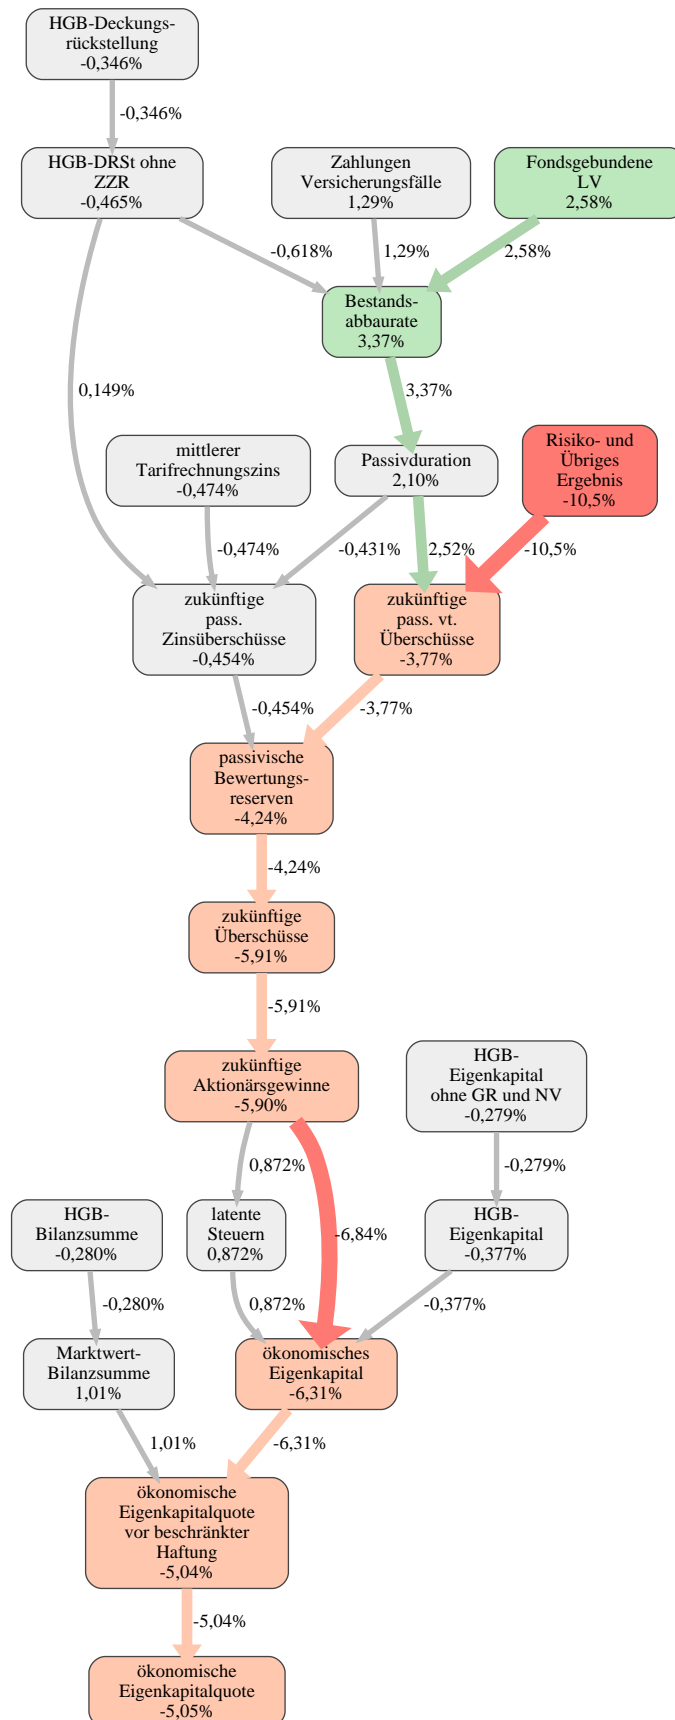 HGB-Deckungs-
rückstellung
-0,346%
-0,346%
HGB-DRSt ohne
ZZR
-0,465%
Zahlungen
Versicherungsfälle
1,29%
Fondsgebundene
LV
2,58%
-0,618%
1,29%
2,58%
Bestands-
abbaurate
3,37%
0,149%
3,37%
mittlerer
Tarifrechnungszins
-0,474%
Passivduration
2,10%
Risiko- und
Übriges
Ergebnis
-10,5%
-0,474%
-0,431%
2,52%
-10,5%
zukünftige
pass.
Zinsüberschüsse
-0,454%
zukünftige
pass. vt.
Überschüsse
-3,77%
-0,454%
-3,77%
passivische
Bewertungs-
reserven
-4,24%
-4,24%
zukünftige
Überschüsse
-5,91%
-5,91%
zukünftige
Aktionärsgewinne
-5,90%
HGB-
Eigenkapital
ohne GR und NV
-0,279%
0,872%
-0,279%
-6,84%
HGB-
Bilanzsumme
-0,280%
latente
Steuern
0,872%
HGB-
Eigenkapital
-0,377%
-0,280%
0,872%
-0,377%
Marktwert-
Bilanzsumme
1,01%
ökonomisches
Eigenkapital
-6,31%
1,01%
-6,31%
ökonomische
Eigenkapitalquote
vor beschränkter
Haftung
-5,04%
-5,04%
ökonomische
Eigenkapitalquote
-5,05%